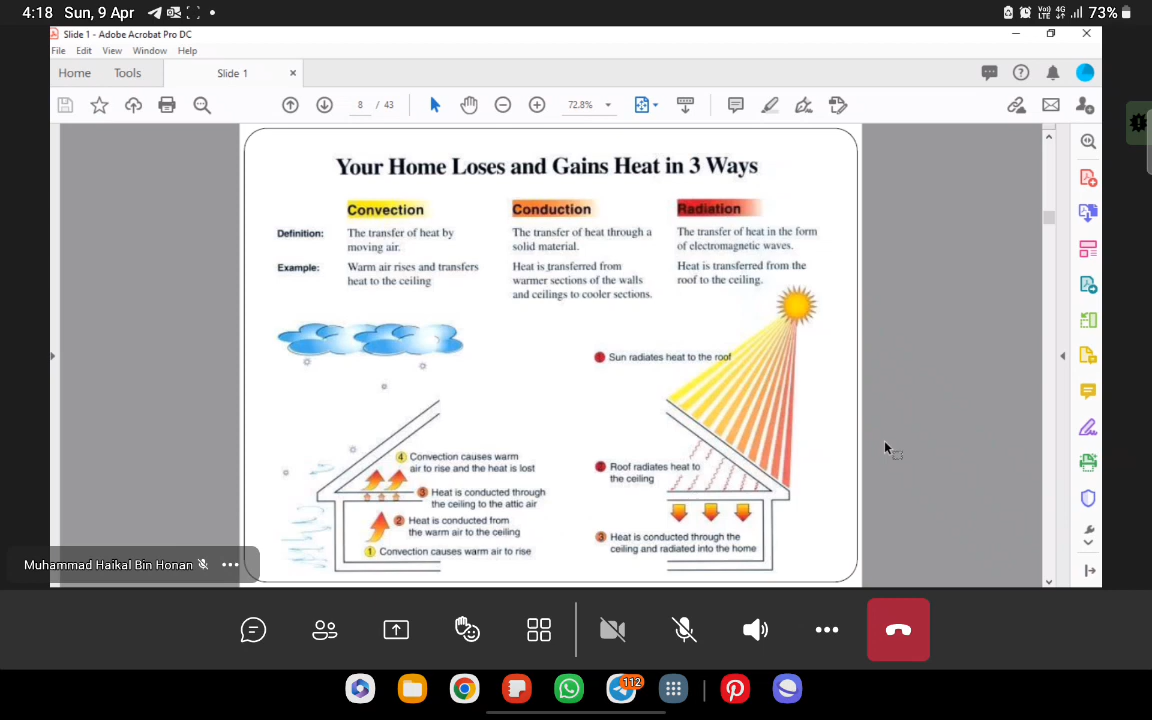 4:18 Sun, 9 Apr
Vo) LTE 4G 73%
Slide 1 - Adobe Acrobat Pro DC
File Edit View Window Help
Home Tools Slide 1 ×
8 / 43 72.8%
Your Home Loses and Gains Heat in 3 Ways
Convection Conduction Radiation
Definition: The transfer of heat by The transfer of heat through a The transfer of heat in the form
moving air. solid material. of electromagnetic waves.
Example: Warm air rises and transfers Heat is transferred from Heat is transferred from the
heat to the ceiling warmer sections of the walls roof to the ceiling.
and ceilings to cooler sections.
1 Sun radiates heat to the roof
4 Convection causes warm
air to rise and the heat is lost
3 Heat is conducted through
the ceiling to the attic air
2 Heat is conducted from
the warm air to the ceiling
1 Convection causes warm air to rise
2 Roof radiates heat to
the ceiling
3 Heat is conducted through the
ceiling and radiated into the home
Muhammad Haikal Bin Honan
112